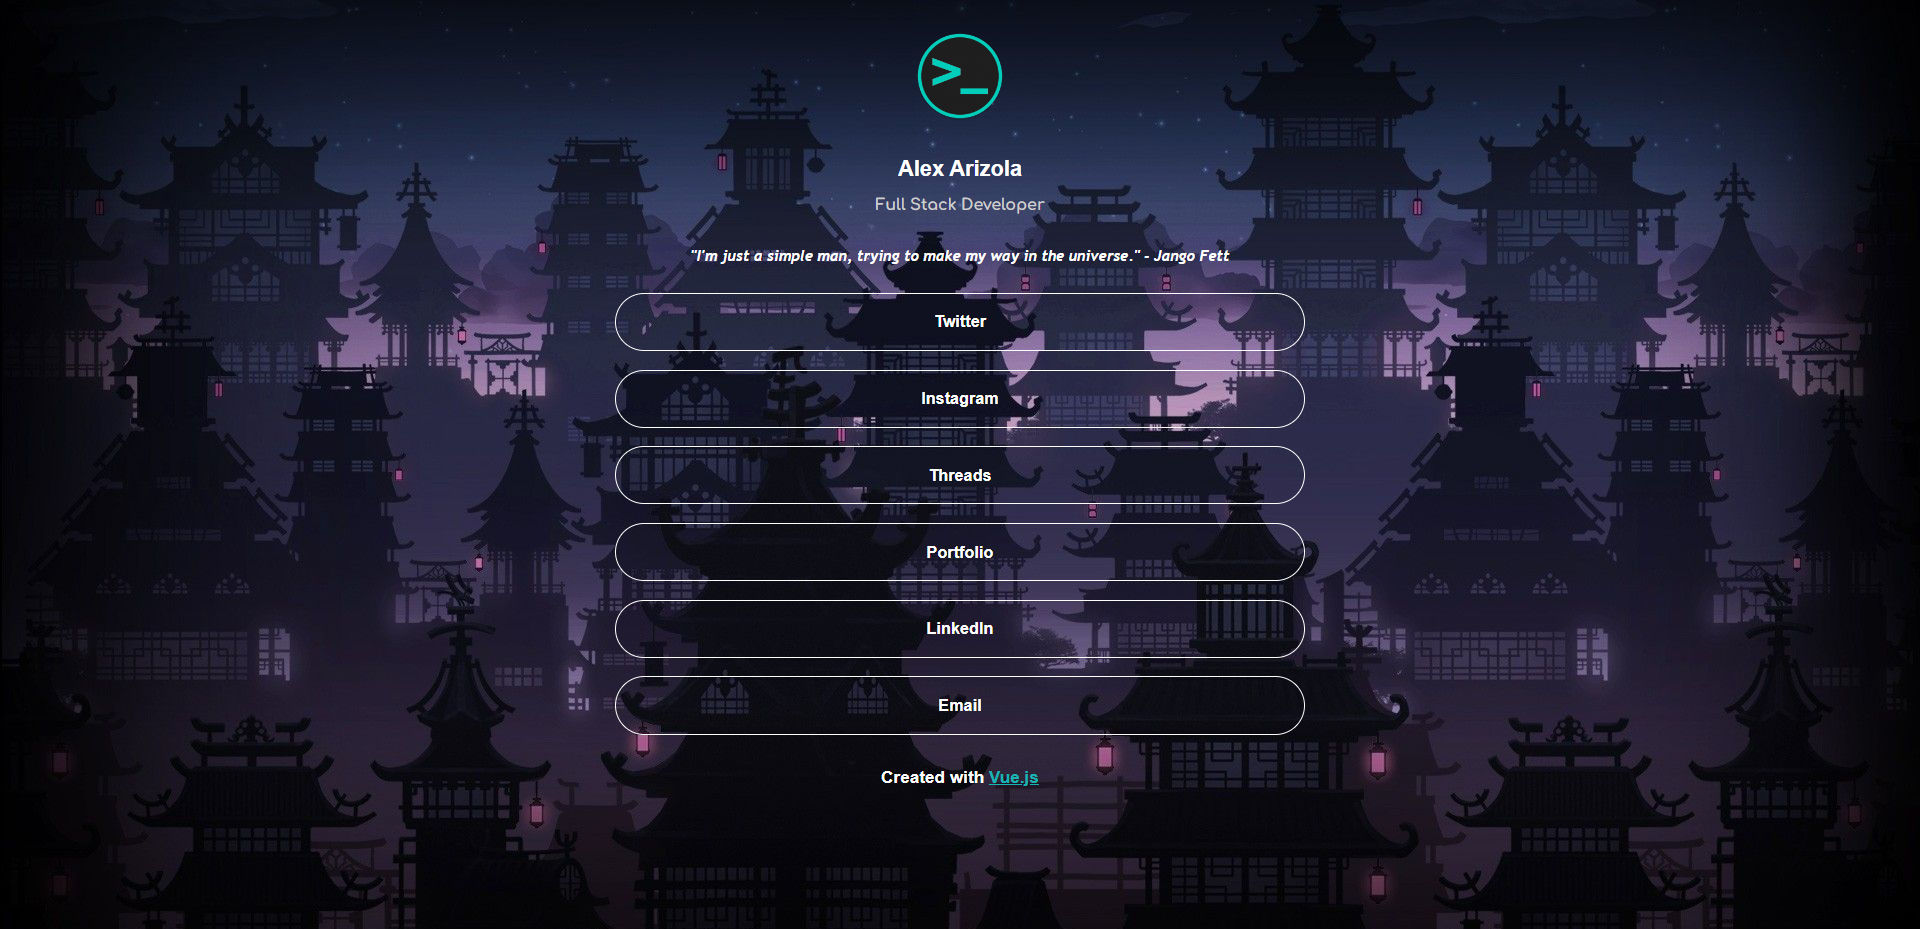 >_
Alex Arizola
Full Stack Developer
"I'm just a simple man, trying to make my way in the universe." - Jango Fett
Twitter
Instagram
Threads
Portfolio
LinkedIn
Email
Created with Vue.js